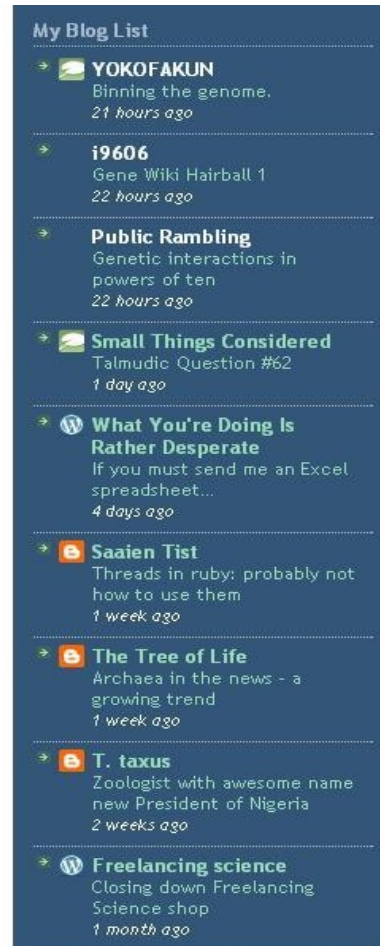 My Blog List
YOKOFAKUN
Binning the genome.
21 hours ago
i9606
Gene Wiki Hairball 1
22 hours ago
Public Rambling
Genetic interactions in
powers of ten
22 hours ago
Small Things Considered
Talmudic Question #62
1 day ago
What You're Doing Is
Rather Desperate
If you must send me an Excel
spreadsheet...
4 days ago
Saaien Tist
Threads in ruby: probably not
how to use them
1 week ago
The Tree of Life
Archaea in the news - a
growing trend
1 week ago
T. taxus
Zoologist with awesome name
new President of Nigeria
2 weeks ago
Freelancing science
Closing down Freelancing
Science shop
1 month ago